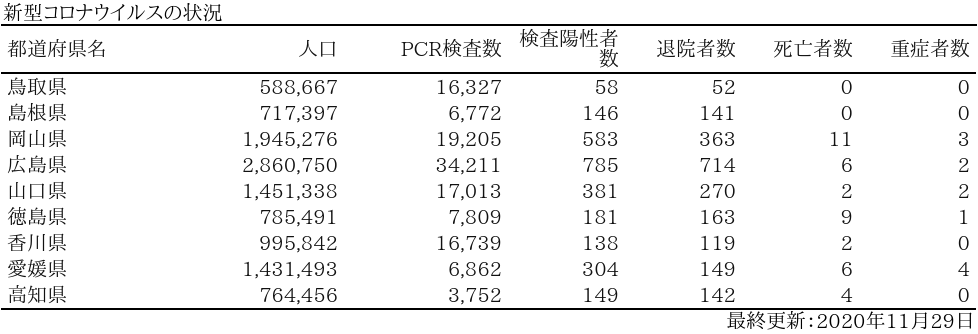 新型コロナウイルスの状況
都道府県名 人口 PCR検査数 検査陽性者数 退院者数 死亡者数 重症者数
鳥取県 588,667 16,327 58 52 0 0
島根県 717,397 6,772 146 141 0 0
岡山県 1,945,276 19,205 583 363 11 3
広島県 2,860,750 34,211 785 714 6 2
山口県 1,451,338 17,013 381 270 2 2
徳島県 785,491 7,809 181 163 9 1
香川県 995,842 16,739 138 119 2 0
愛媛県 1,431,493 6,862 304 149 6 4
高知県 764,456 3,752 149 142 4 0
最終更新:2020年11月29日